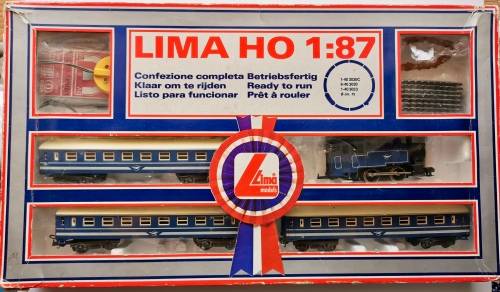 LIMA HO 1:87
Confezione completa Betriebsfertig
Klaar om te rijden Ready to run
Listo para funcionar Prêt à rouler
Lima
models